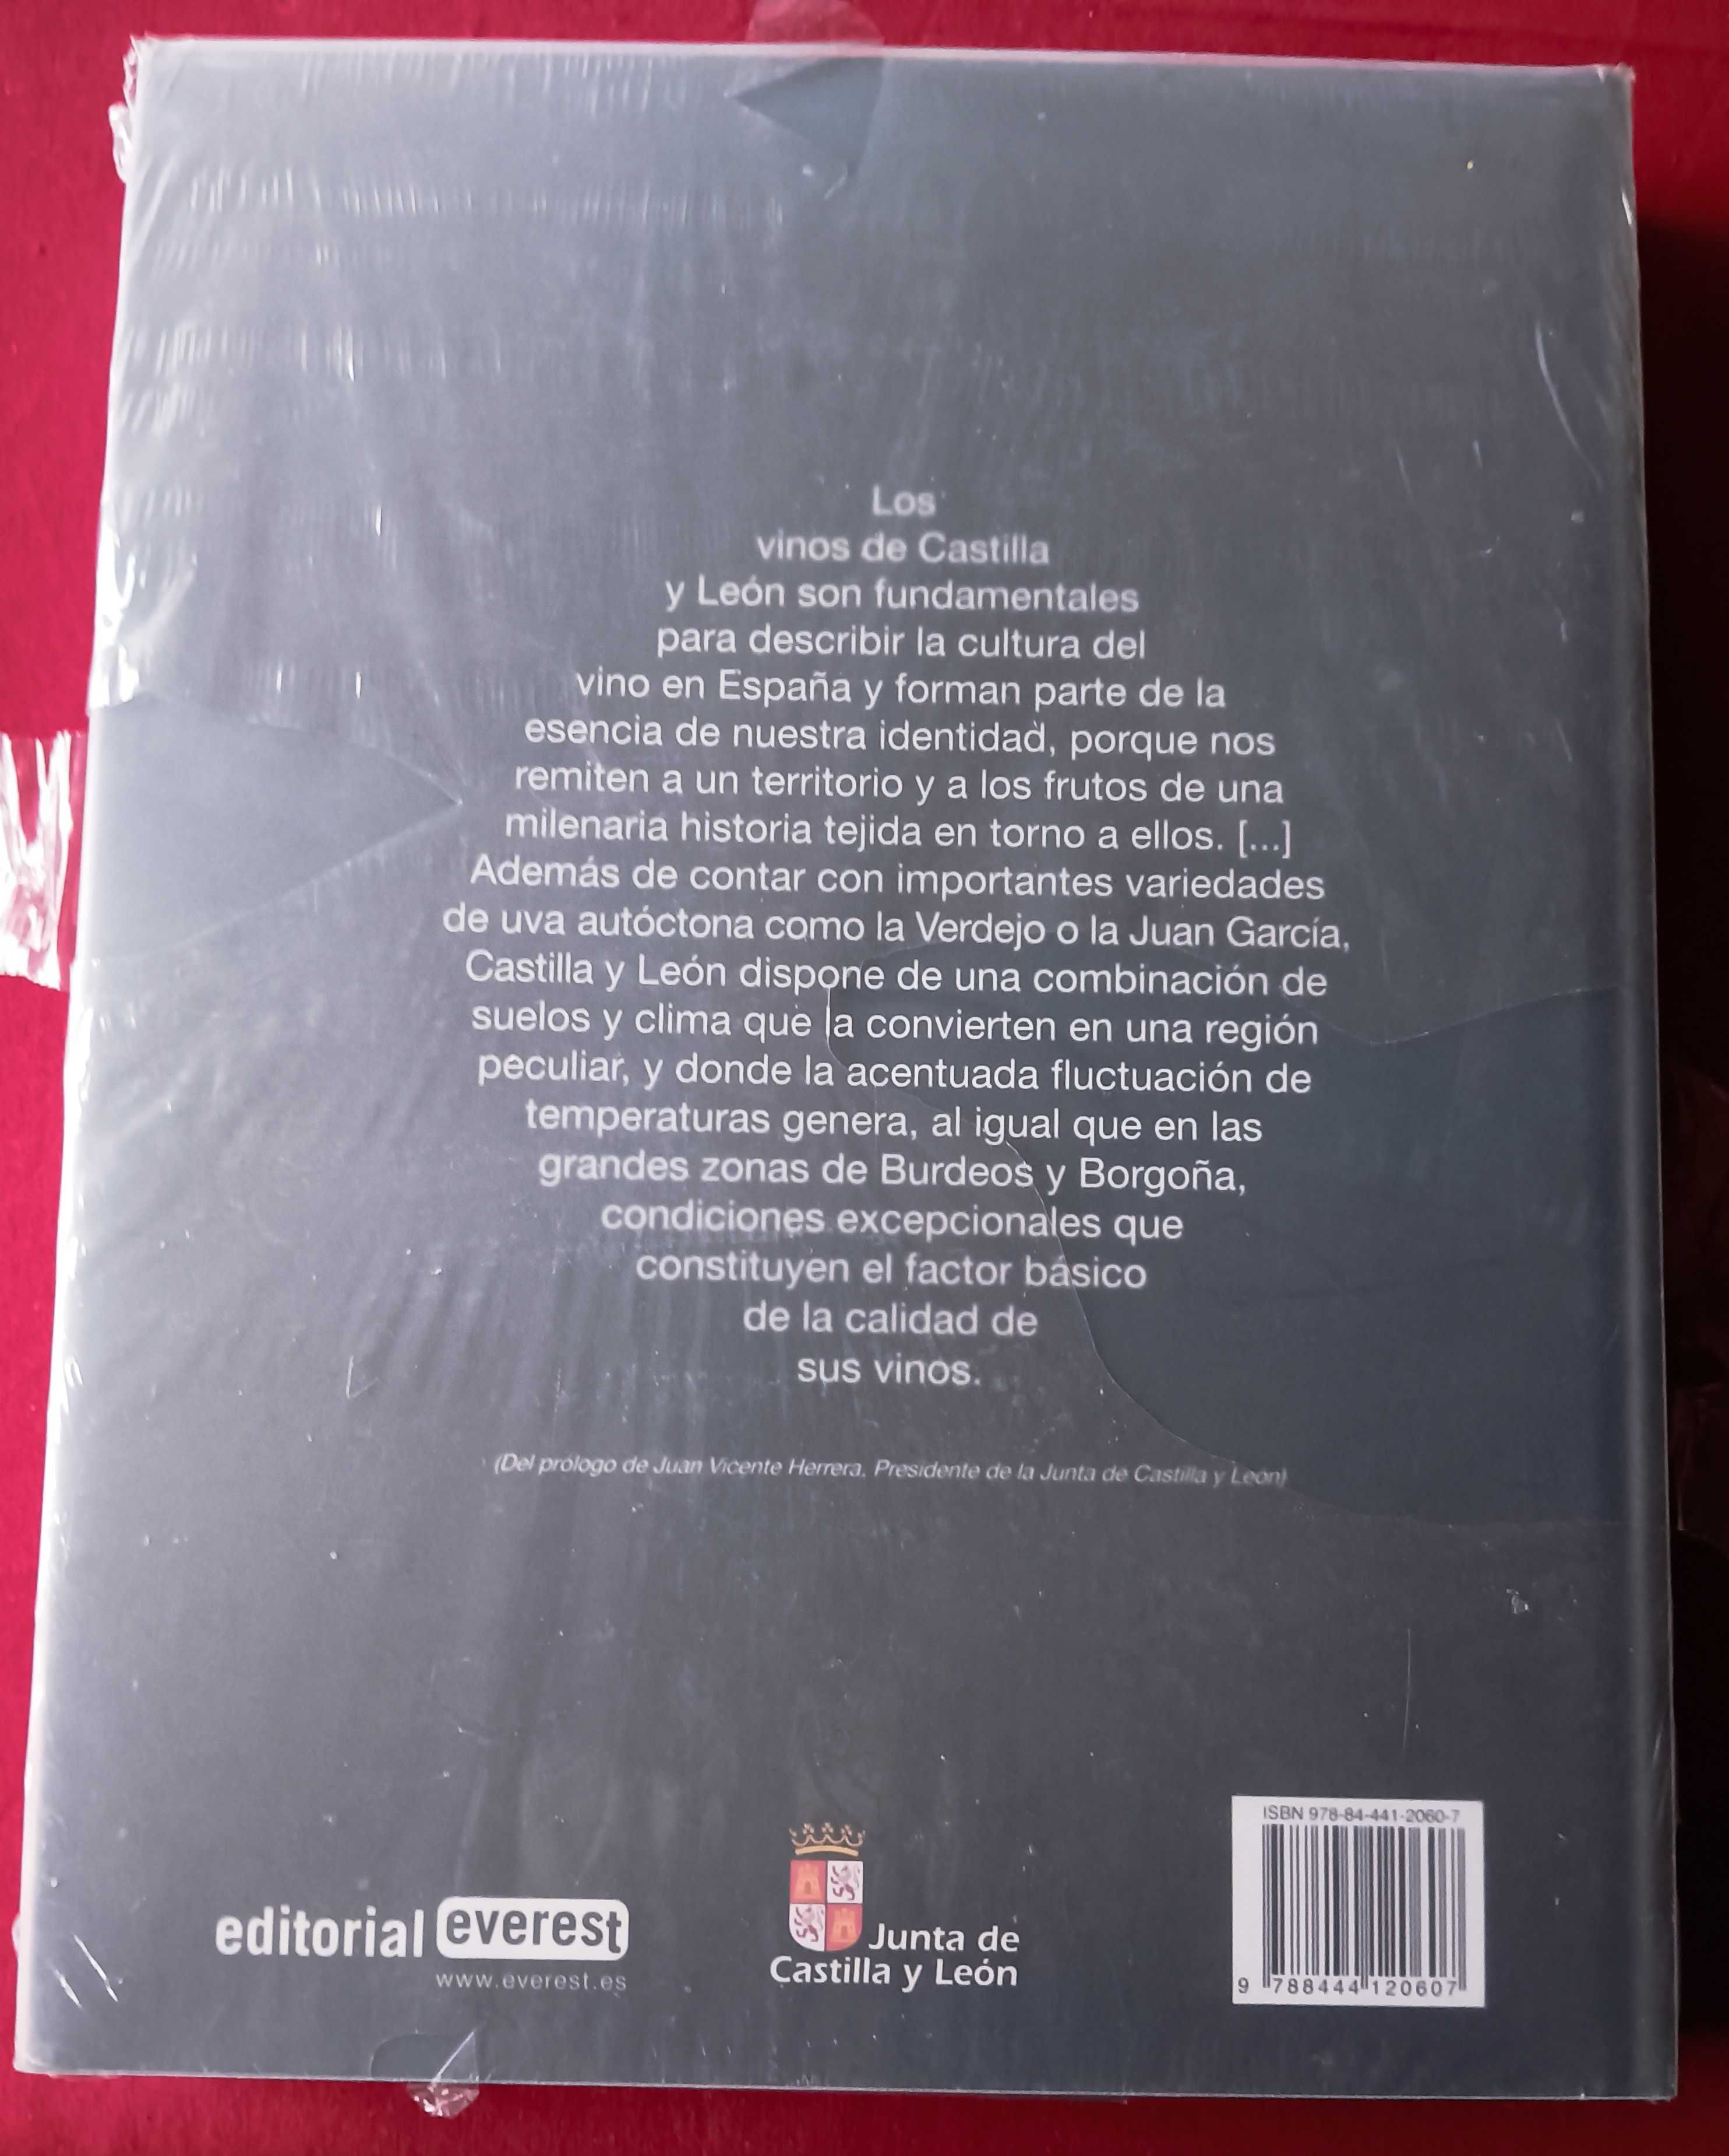 Los
vinos de Castilla
y León son fundamentales
para describir la cultura del
vino en España y forman parte de la
esencia de nuestra identidad, porque nos
remiten a un territorio y a los frutos de una
milenaria historia tejida en torno a ellos. [...]
Además de contar con importantes variedades
de uva autóctona como la Verdejo o la Juan García,
Castilla y León dispone de una combinación de
suelos y clima que la convierten en una región
peculiar, y donde la acentuada fluctuación de
temperaturas genera, al igual que en las
grandes zonas de Burdeos y Borgoña,
condiciones excepcionales que
constituyen el factor básico
de la calidad de
sus vinos.
(Del prólogo de Juan Vicente Herrera. Presidente de la Junta de Castilla y León)
editorial everest
www.everest.es
Junta de
Castilla y León
ISBN 978-84-441-2060-7
9 788444 120607